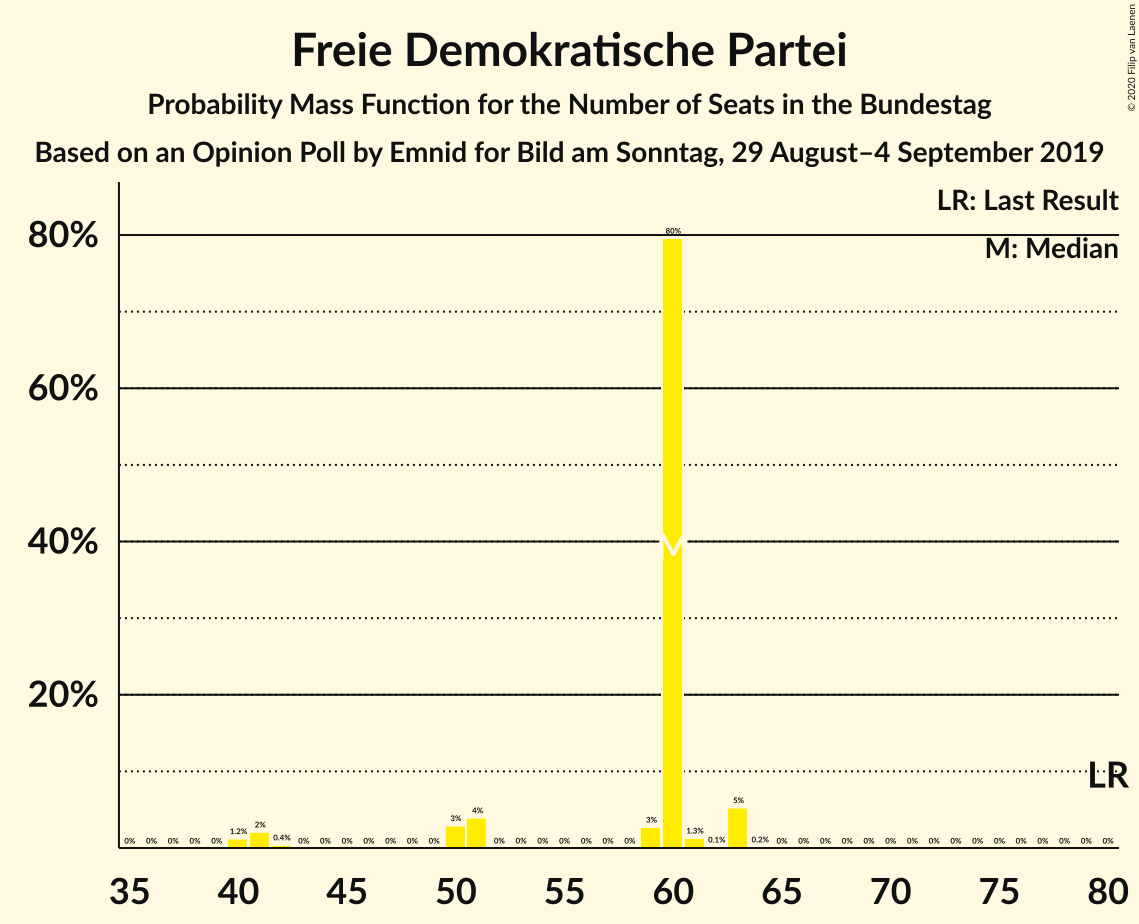 Freie Demokratische Partei
Probability Mass Function for the Number of Seats in the Bundestag
Based on an Opinion Poll by Emnid for Bild am Sonntag, 29 August–4 September 2019
© 2020 Filip van Laenen
LR: Last Result
M: Median
80%
60%
40%
20%
0% 0% 0% 0% 0% 1.2% 2% 0.4% 0% 0% 0% 0% 0% 0% 0% 3% 4% 0% 0% 0% 0% 0% 0% 0% 3% 80% 1.3% 0.1% 5% 0.2% 0% 0% 0% 0% 0% 0% 0% 0% 0% 0% 0% 0% 0% 0% 0% 0%
M
LR
35 40 45 50 55 60 65 70 75 80